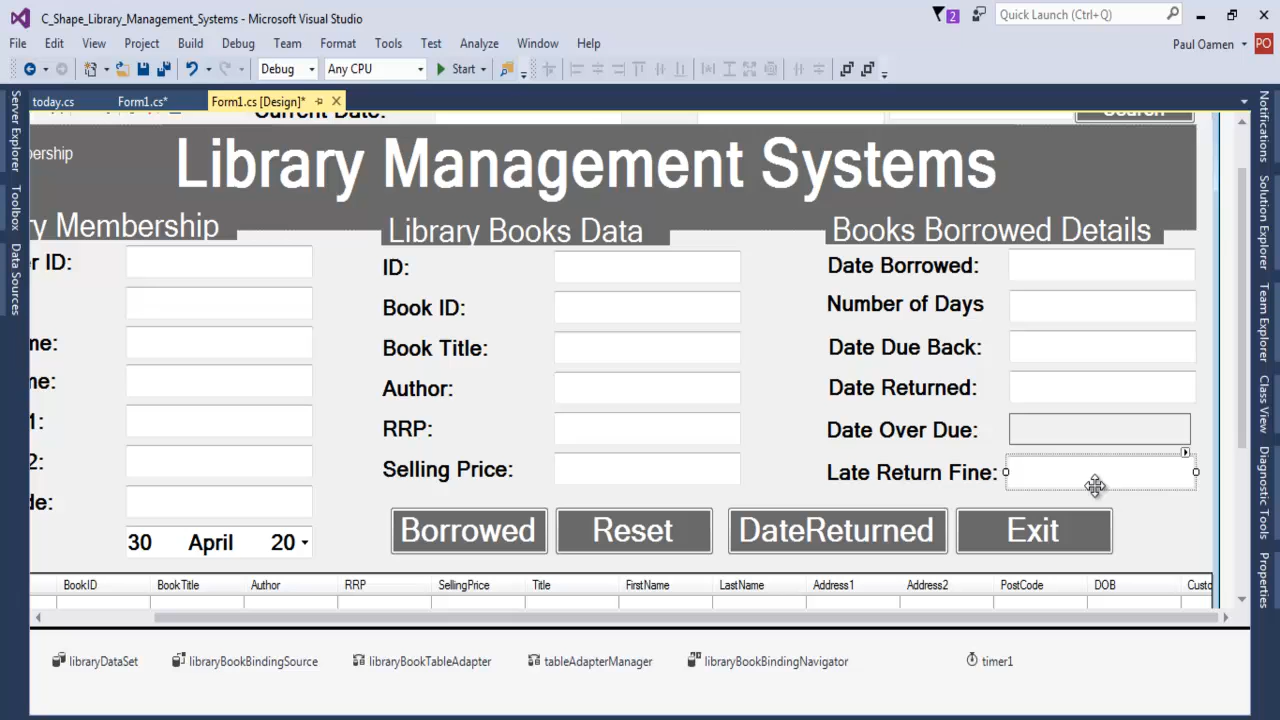 C_Shape_Library_Management_Systems - Microsoft Visual Studio
2
Quick Launch (Ctrl+Q)
File Edit View Project Build Debug Team Format Tools Test Analyze Window Help
Paul Oamen PO
Debug Any CPU Start
today.cs Form1.cs* Form1.cs [Design]*
Server Explorer
Toolbox
Data Sources
Notifications
Solution Explorer
Team Explorer
Class View
Diagnostic Tools
Properties
Current Date: Search
bership Library Management Systems
ry Membership Library Books Data Books Borrowed Details
er ID: ID: Date Borrowed:
Book ID: Number of Days
me: Book Title: Date Due Back:
me: Author: Date Returned:
1: RRP: Date Over Due:
2: Selling Price: Late Return Fine:
de:
30 April 20 Borrowed Reset DateReturned Exit
BookID BookTitle Author RRP SellingPrice Title FirstName LastName Address1 Address2 PostCode DOB Custo
libraryDataSet libraryBookBindingSource libraryBookTableAdapter tableAdapterManager libraryBookBindingNavigator timer1